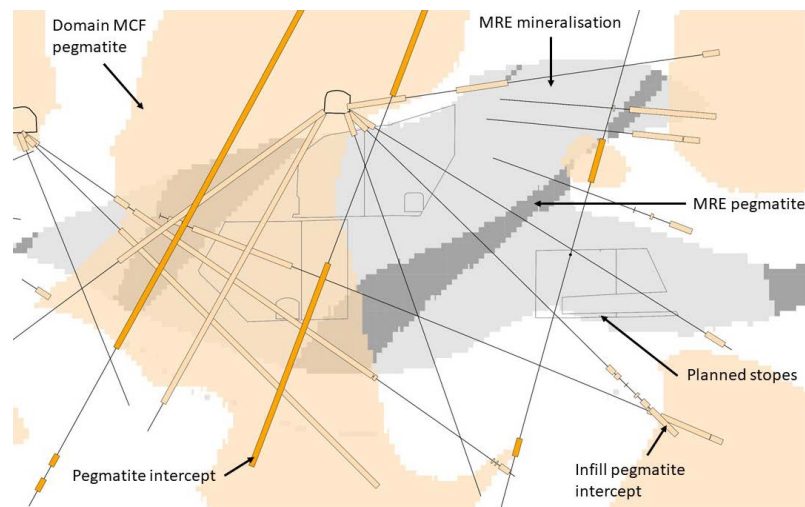 Domain MCF
pegmatite
MRE mineralisation
MRE pegmatite
Planned stopes
Pegmatite intercept
Infill pegmatite
intercept